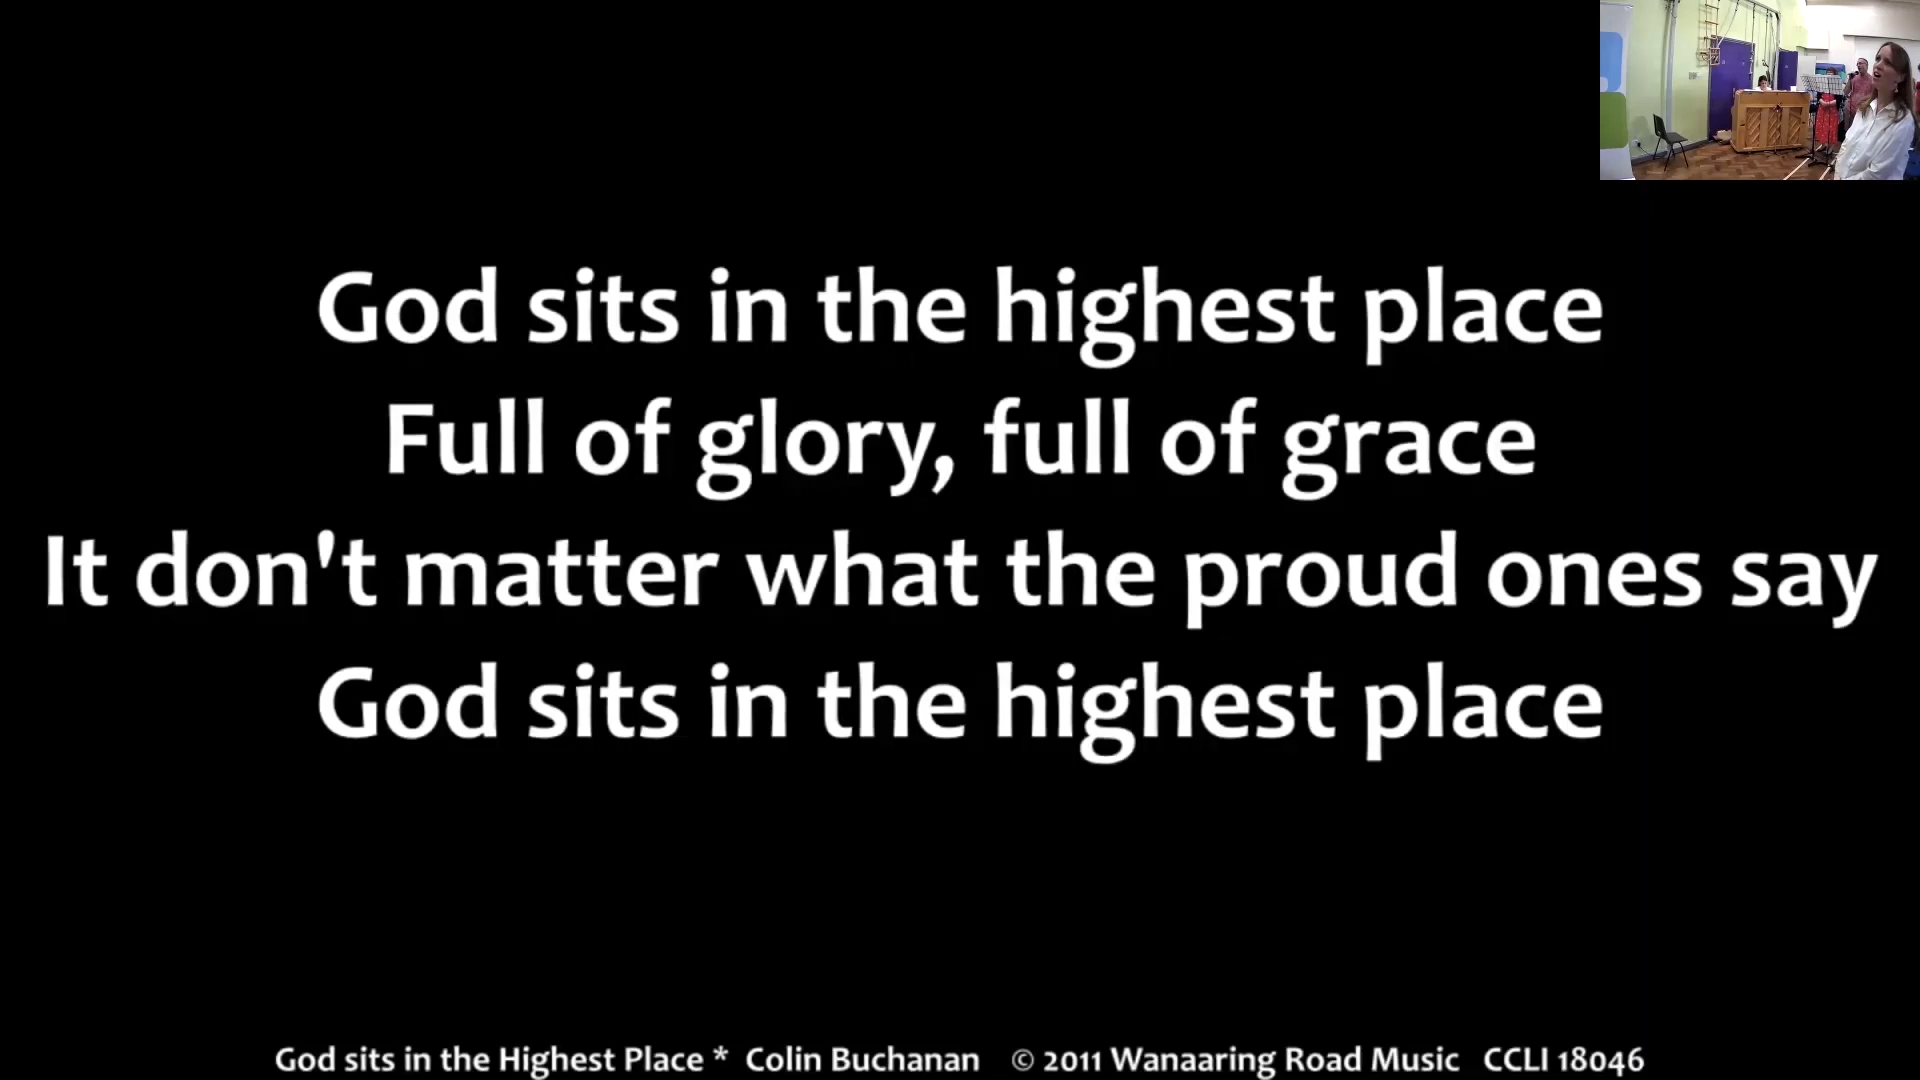 God sits in the highest place
Full of glory, full of grace
It don't matter what the proud ones say
God sits in the highest place
God sits in the Highest Place * Colin Buchanan © 2011 Wanaaring Road Music CCLI 18046